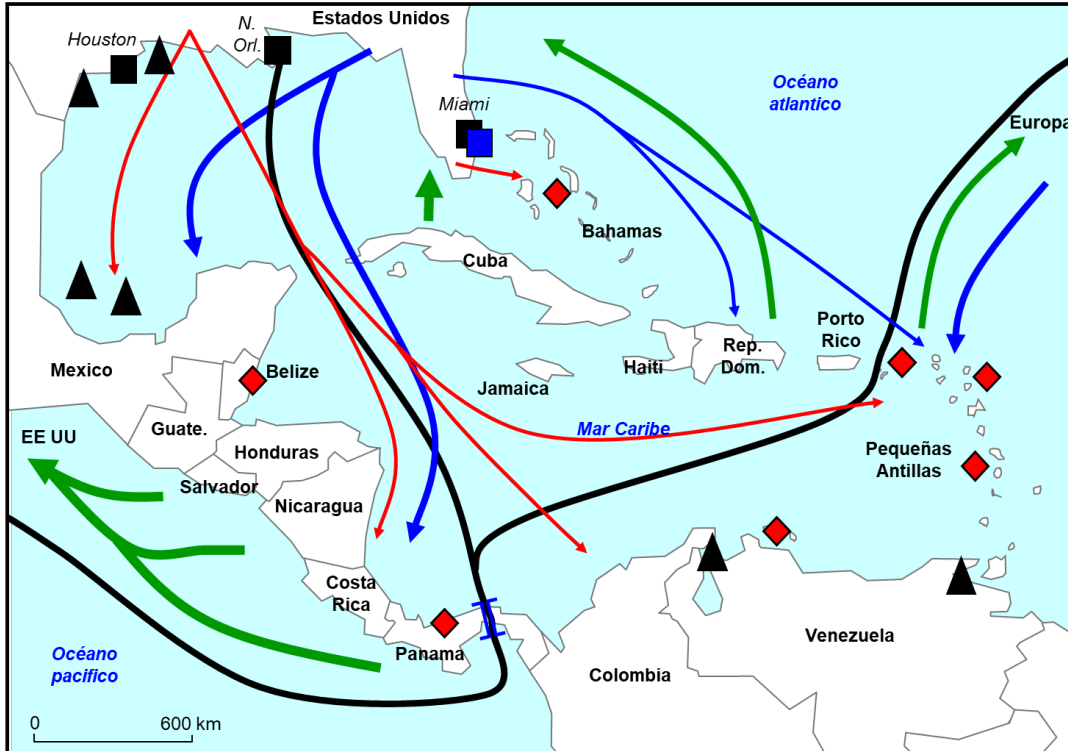 Estados Unidos
N.
Orl.
Houston
Miami
Océano
atlantico
Europa
Bahamas
Cuba
Porto
Rico
Rep.
Dom.
Haiti
Jamaica
Mexico
Belize
Mar Caribe
Guate.
EE UU
Honduras
Salvador
Nicaragua
Pequeñas
Antillas
Costa
Rica
Panamá
Venezuela
Colombia
Océano
pacifico
0
600 km